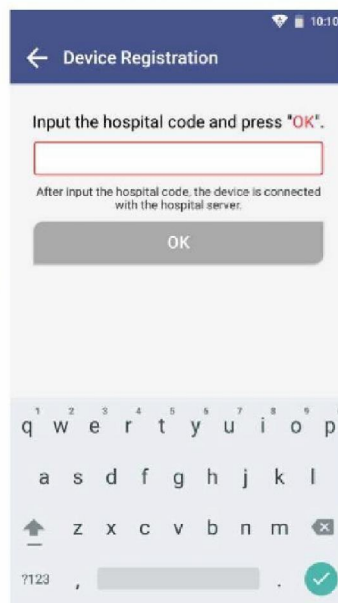 10:10
Device Registration
Input the hospital code and press "OK".
After input the hospital code, the device is connected
with the hospital server.
OK
1 2 3 4 5 6 7 8 9
q w e r t y u i o p
a s d f g h j k l
z x c v b n m
?123 , .